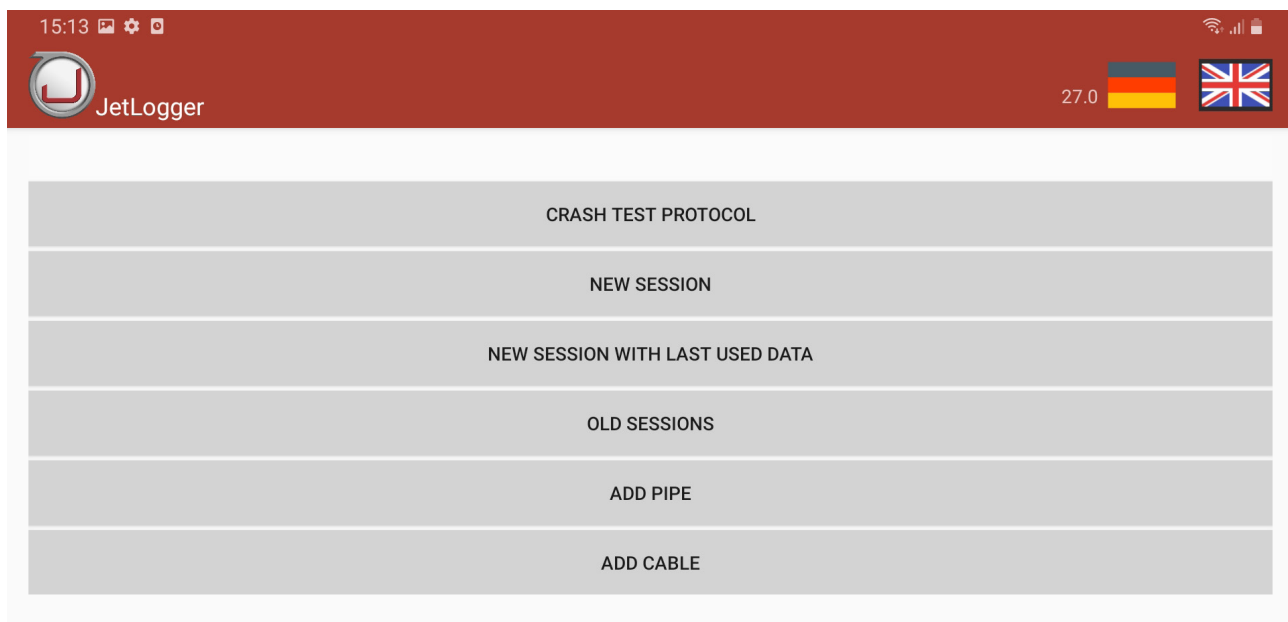 15:13
J
JetLogger
27.0
CRASH TEST PROTOCOL
NEW SESSION
NEW SESSION WITH LAST USED DATA
OLD SESSIONS
ADD PIPE
ADD CABLE